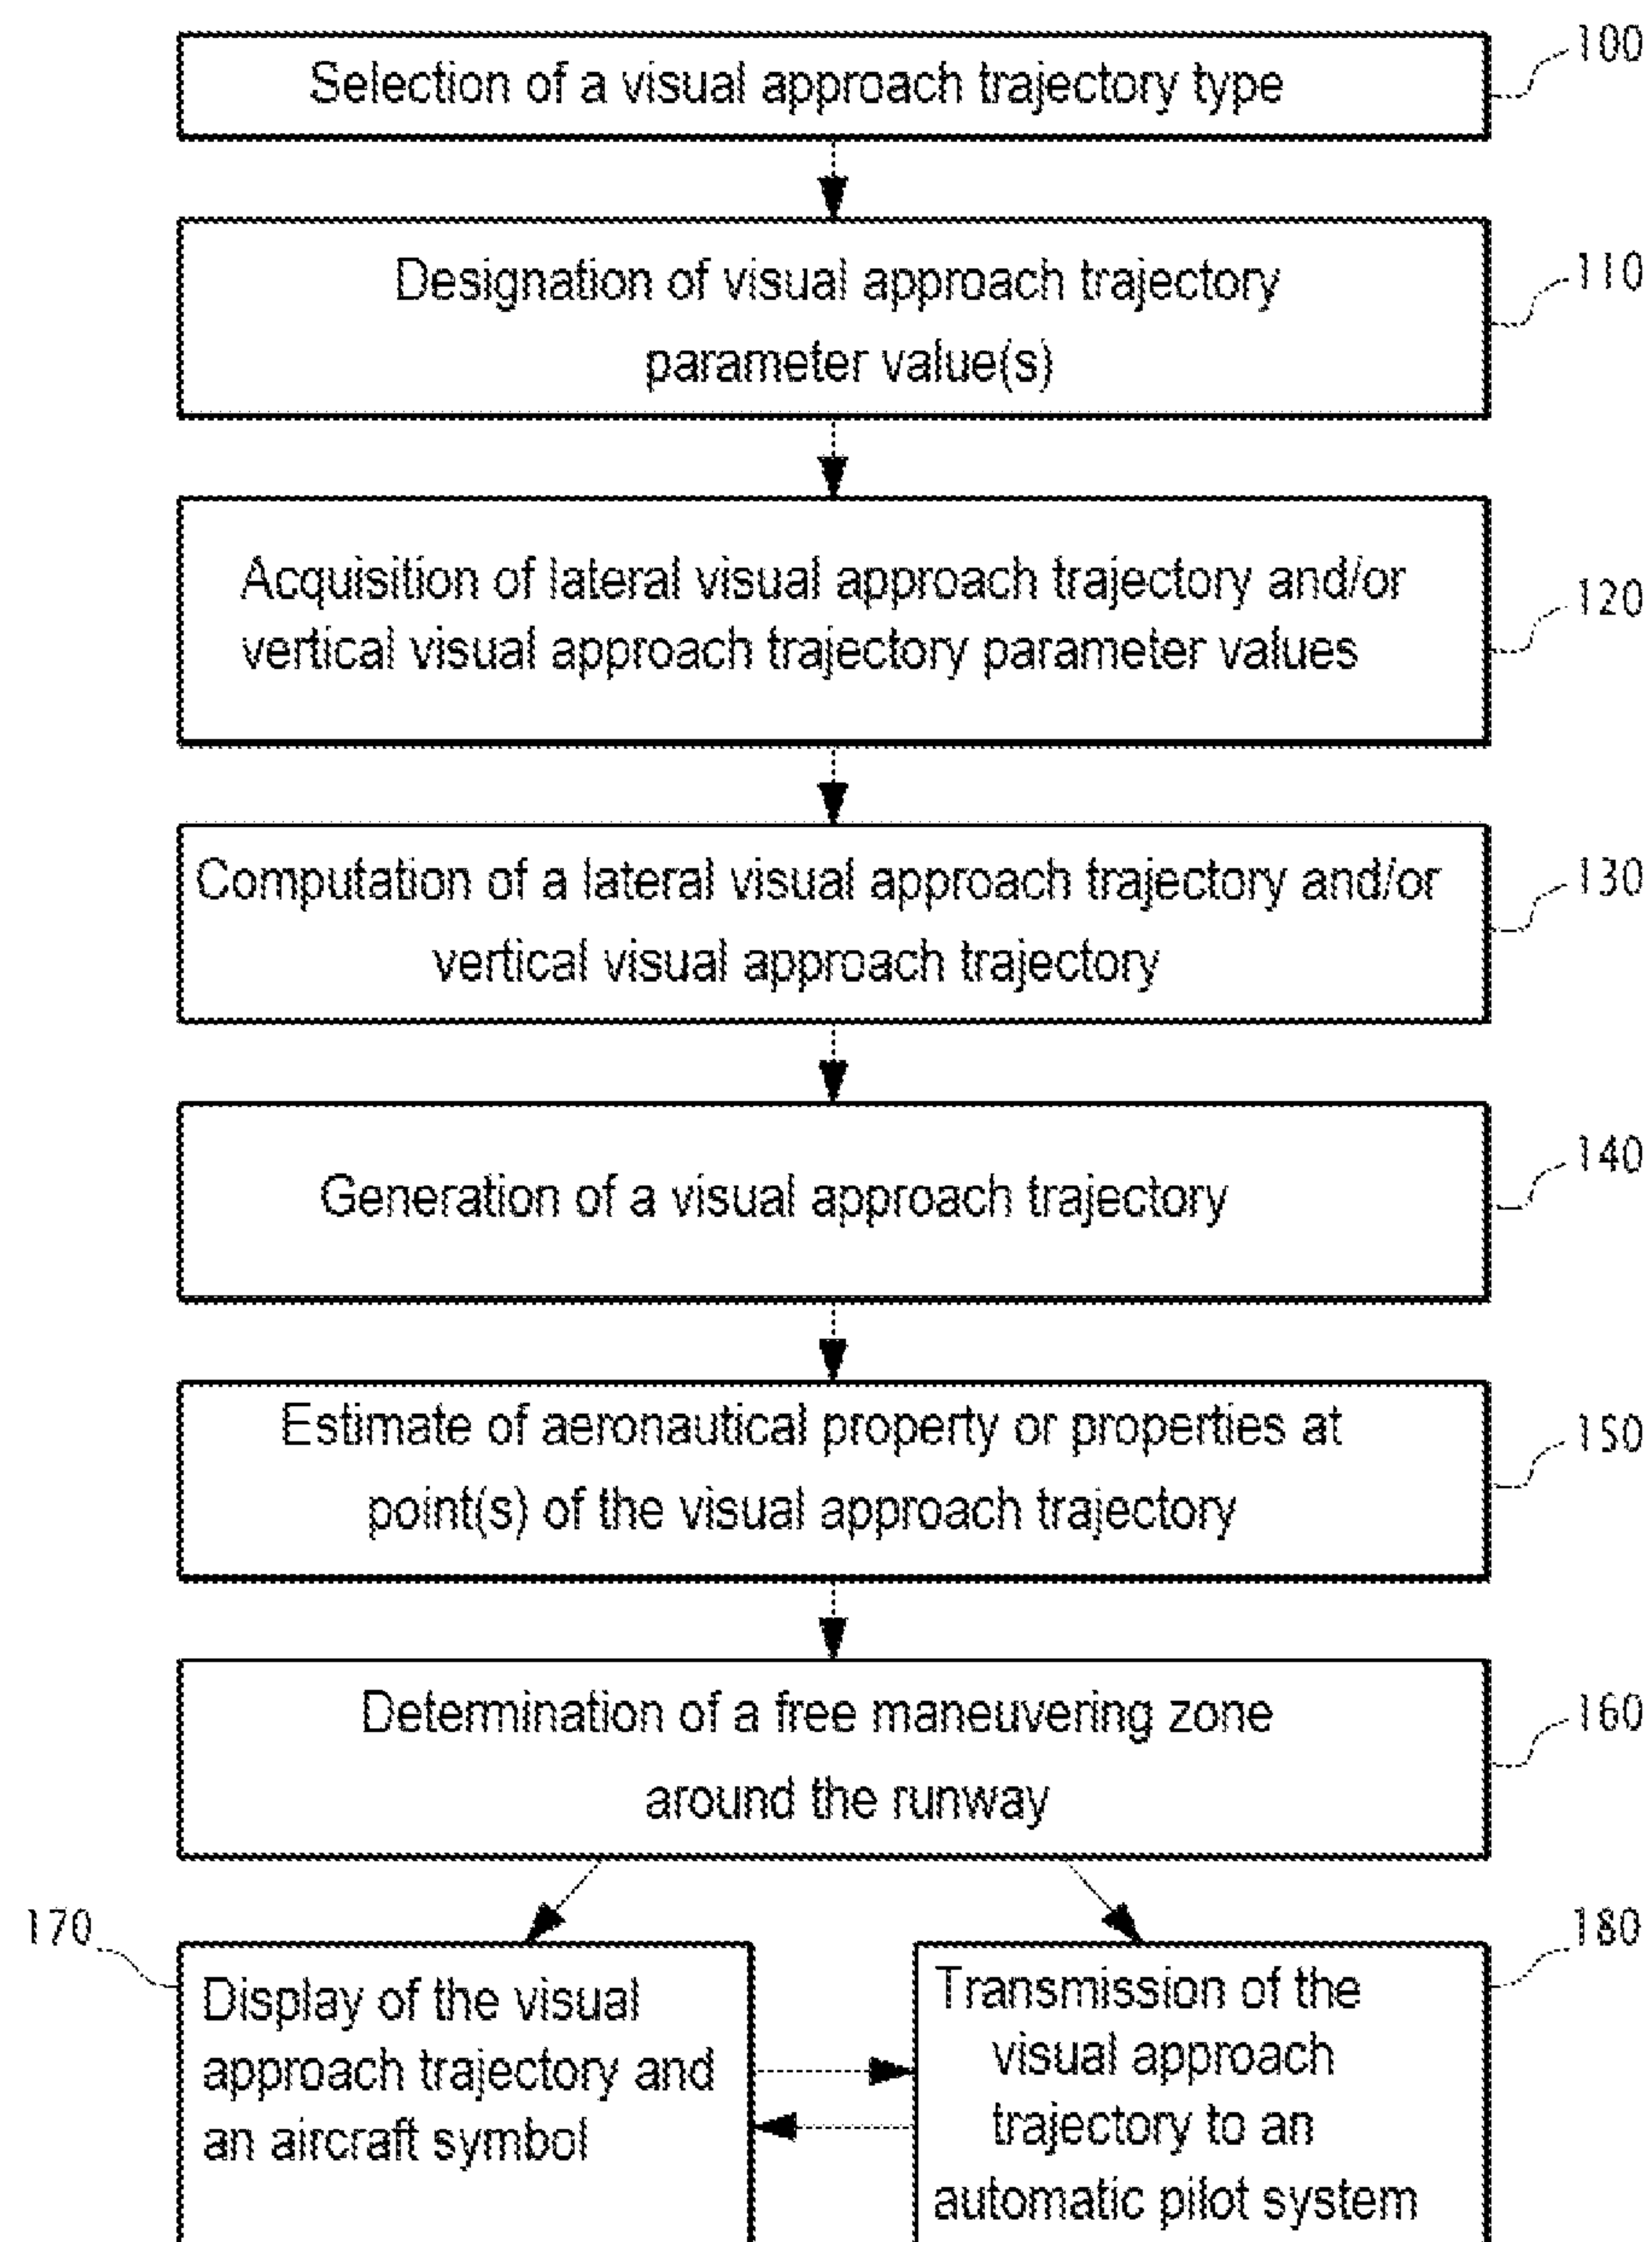 Selection of a visual approach trajectory type
100
Designation of visual approach trajectory
parameter value(s)
110
Acquisition of lateral visual approach trajectory and/or
vertical visual approach trajectory parameter values
120
Computation of a lateral visual approach trajectory and/or
vertical visual approach trajectory
130
Generation of a visual approach trajectory
140
Estimate of aeronautical property or properties at
point(s) of the visual approach trajectory
150
Determination of a free maneuvering zone
around the runway
160
170
Display of the visual
approach trajectory and
an aircraft symbol
180
Transmission of the
visual approach
trajectory to an
automatic pilot system